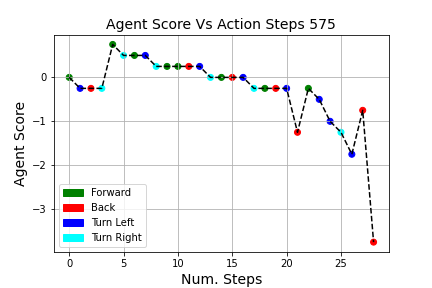 Agent Score Vs Action Steps 575
Agent Score
0
−1
−2
−3
Forward
Back
Turn Left
Turn Right
0 5 10 15 20 25
Num. Steps